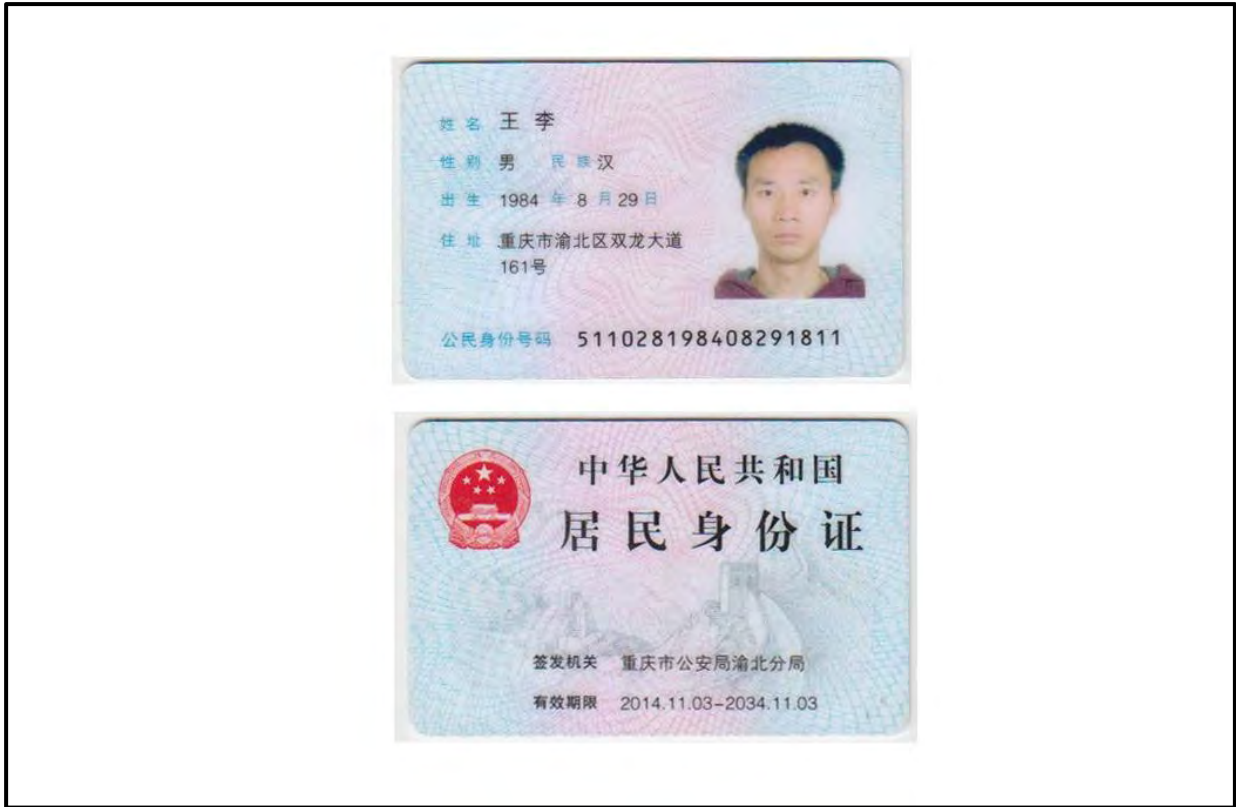 姓名 王李
性别 男 民族 汉
出生 1984 年 8 月 29 日
住址 重庆市渝北区双龙大道
161号
公民身份号码 511028198408291811
中华人民共和国
居民身份证
签发机关 重庆市公安局渝北分局
有效期限 2014.11.03-2034.11.03